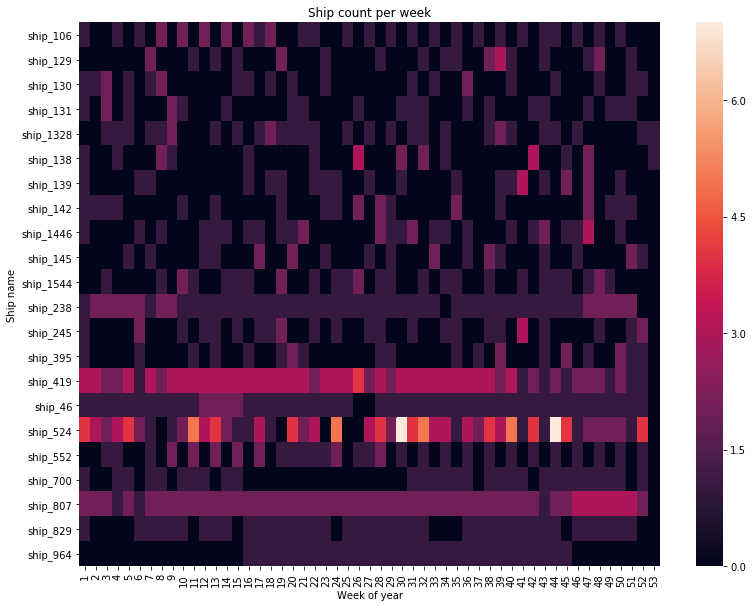 Ship count per week
ship_106
ship_129
ship_130
ship_131
ship_1328
ship_138
ship_139
ship_142
ship_1446
ship_145
ship_1544
ship_238
ship_245
ship_395
ship_419
ship_46
ship_524
ship_552
ship_700
ship_807
ship_829
ship_964
Ship name
1 2 3 4 5 6 7 8 9 10 11 12 13 14 15 16 17 18 19 20 21 22 23 24 25 26 27 28 29 30 31 32 33 34 35 36 37 38 39 40 41 42 43 44 45 46 47 48 49 50 51 52 53
Week of year
6.0
4.5
3.0
1.5
0.0